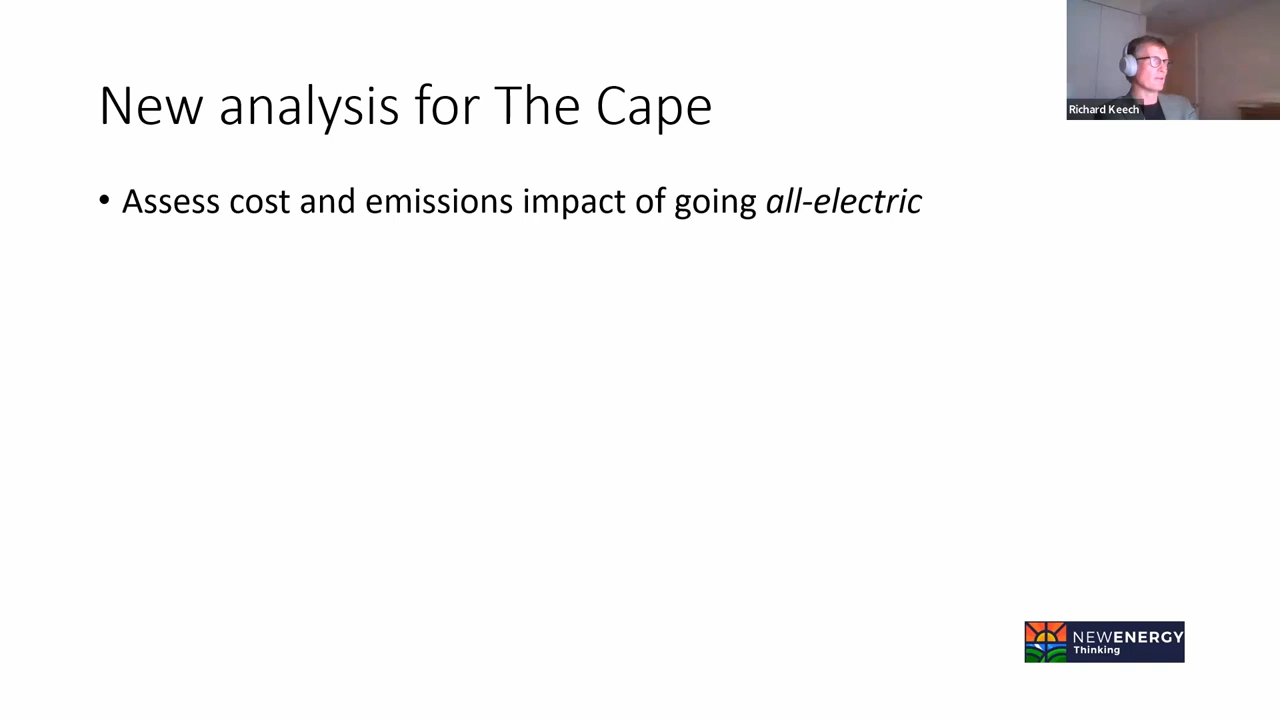 New analysis for The Cape
Richard Keech
• Assess cost and emissions impact of going all-electric
NEWENERGY
Thinking